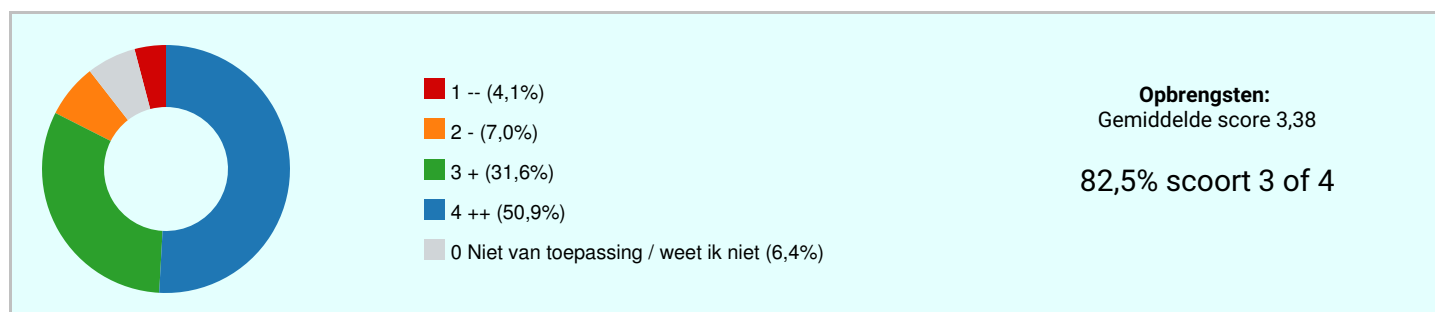 1 -- (4,1%)
2 - (7,0%)
3 + (31,6%)
4 ++ (50,9%)
0 Niet van toepassing / weet ik niet (6,4%)
Opbrengsten:
Gemiddelde score 3,38
82,5% scoort 3 of 4